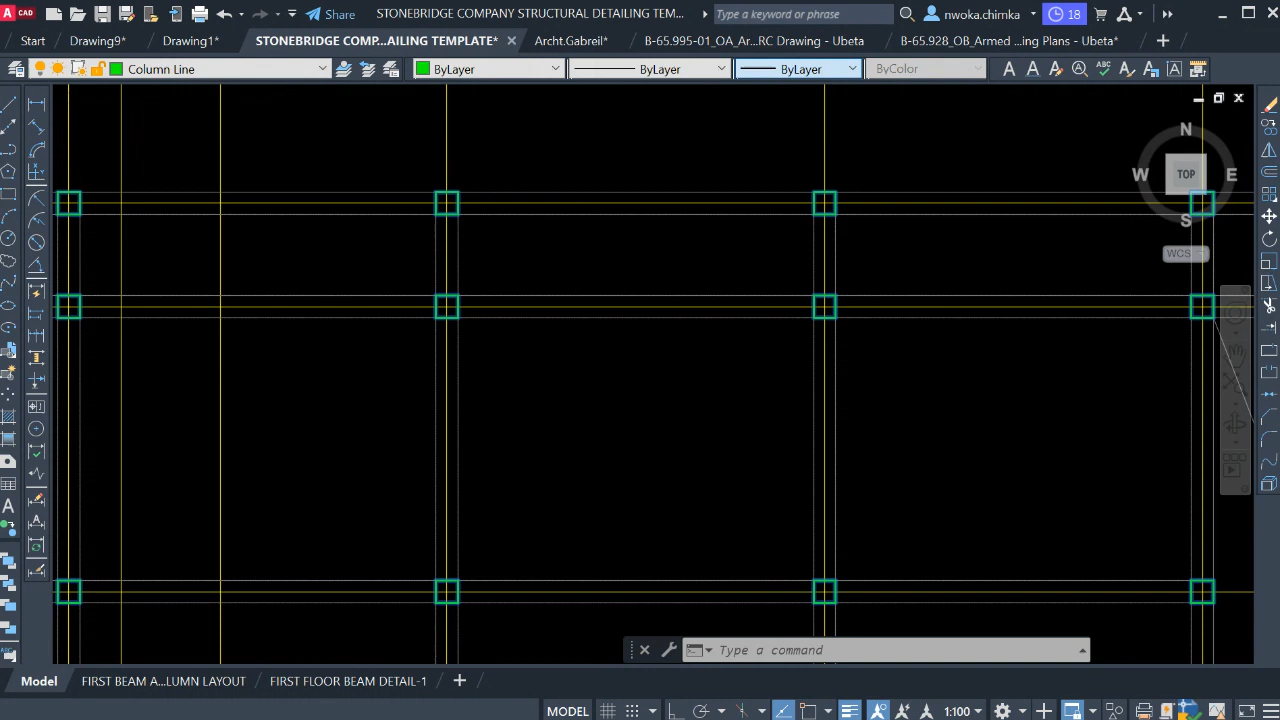 CAD
Share
STONEBRIDGE COMPANY STRUCTURAL DETAILING TEM...
Type a keyword or phrase
nwoka.chimka
18
Start
Drawing9*
Drawing1*
STONEBRIDGE COMP...AILING TEMPLATE*
Archt.Gabreil*
B-65.995-01_OA_Ar...RC Drawing - Ubeta
B-65.928_OB_Armed ...ing Plans - Ubeta*
Column Line
ByLayer
ByLayer
ByLayer
ByColor
N
W
TOP
E
S
WCS
Type a command
Model
FIRST BEAM A...LUMN LAYOUT
FIRST FLOOR BEAM DETAIL-1
MODEL
1:100